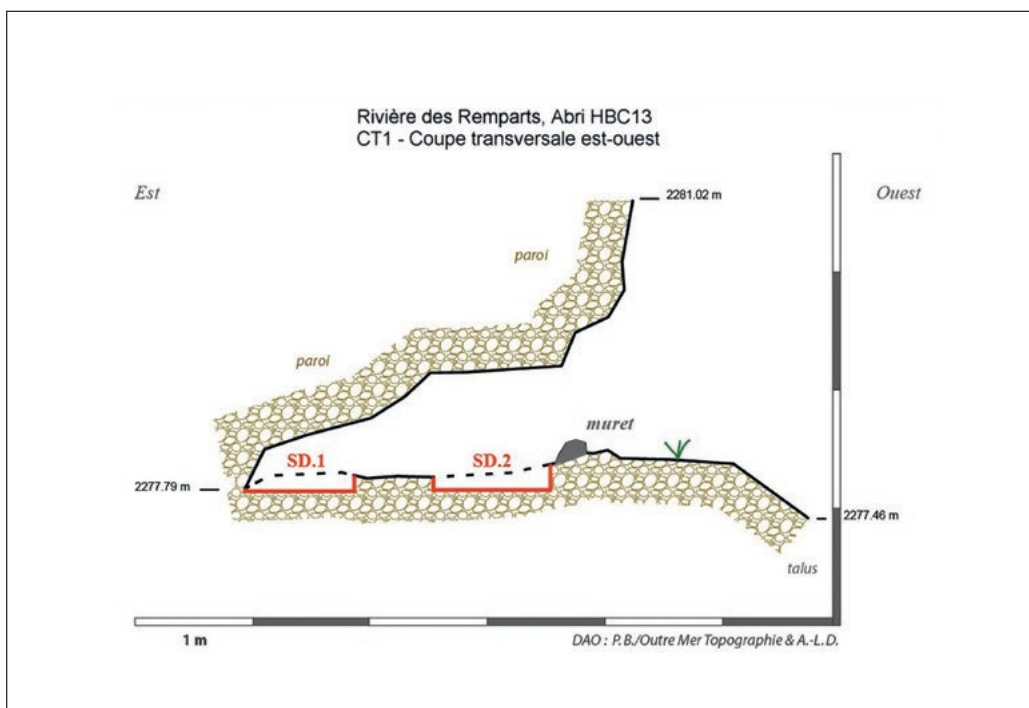 Rivière des Remparts, Abri HBC13
CT1 - Coupe transversale est-ouest
Est
2281.02 m
Ouest
paroi
paroi
muret
SD.1
SD.2
2277.79 m
2277.46 m
talus
1 m
DAO : P.B./Outre Mer Topographie & A.-L.D.